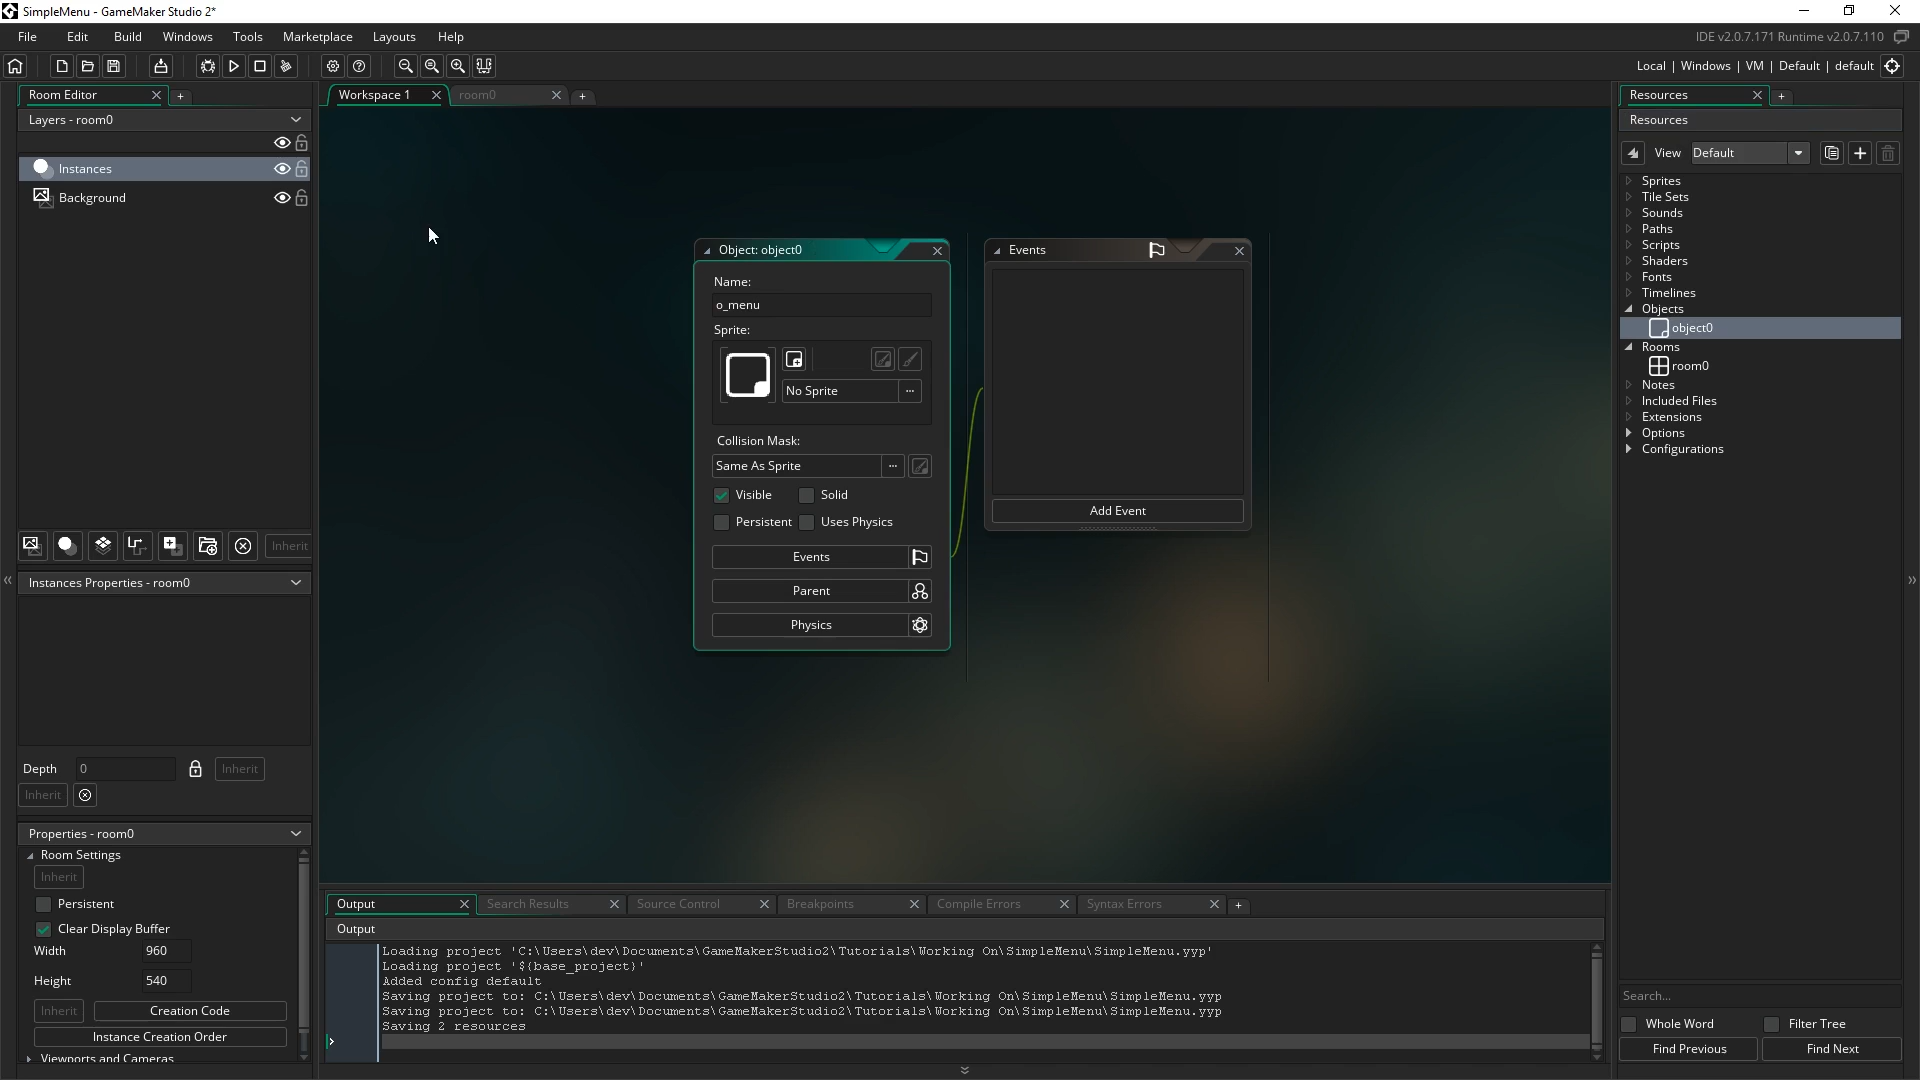 SimpleMenu - GameMaker Studio 2*
File Edit Build Windows Tools Marketplace Layouts Help
IDE v2.0.7.171 Runtime v2.0.7.110
Local | Windows | VM | Default | default
Room Editor
Layers - room0
Instances
Background
Inherit
Instances Properties - room0
Depth 0 Inherit
Inherit
Properties - room0
Room Settings
Inherit
Persistent
Clear Display Buffer
Width 960
Height 540
Inherit Creation Code
Instance Creation Order
Viewports and Cameras
Workspace 1 room0
Object: object0
Name:
o_menu
Sprite:
No Sprite ...
Collision Mask:
Same As Sprite ...
Visible Solid
Persistent Uses Physics
Events
Parent
Physics
Events
Add Event
Output Search Results Source Control Breakpoints Compile Errors Syntax Errors
Output
Loading project 'C:\Users\dev\Documents\GameMakerStudio2\Tutorials\Working On\SimpleMenu\SimpleMenu.yyp'
Loading project '${base_project}'
Added config default
Saving project to: C:\Users\dev\Documents\GameMakerStudio2\Tutorials\Working On\SimpleMenu\SimpleMenu.yyp
Saving project to: C:\Users\dev\Documents\GameMakerStudio2\Tutorials\Working On\SimpleMenu\SimpleMenu.yyp
Saving 2 resources
Resources
Resources
View Default
Sprites
Tile Sets
Sounds
Paths
Scripts
Shaders
Fonts
Timelines
Objects
object0
Rooms
room0
Notes
Included Files
Extensions
Options
Configurations
Search...
Whole Word Filter Tree
Find Previous Find Next